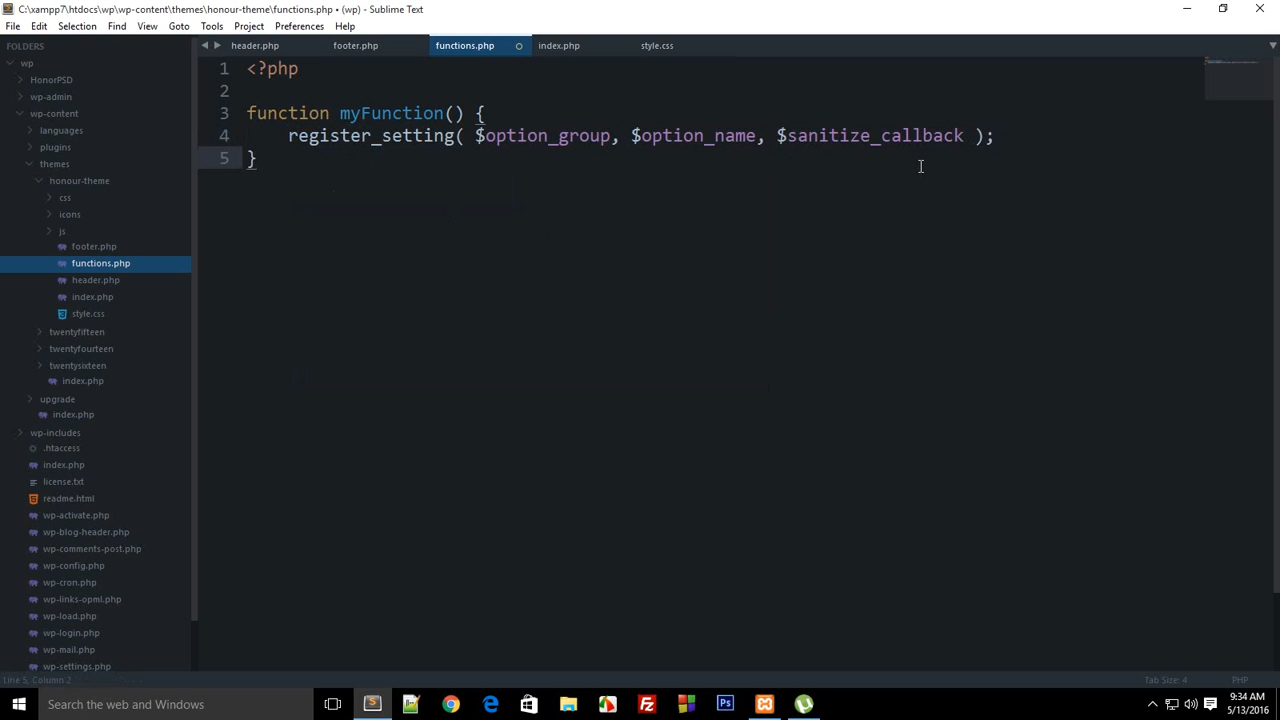 C:\xampp7\htdocs\wp\wp-content\themes\honour-theme\functions.php • (wp) - Sublime Text
File Edit Selection Find View Goto Tools Project Preferences Help
FOLDERS
wp
HonorPSD
wp-admin
wp-content
languages
plugins
themes
honour-theme
css
icons
js
footer.php
functions.php
header.php
index.php
style.css
twentyfifteen
twentyfourteen
twentysixteen
index.php
upgrade
index.php
wp-includes
.htaccess
index.php
license.txt
readme.html
wp-activate.php
wp-blog-header.php
wp-comments-post.php
wp-config.php
wp-cron.php
wp-links-opml.php
wp-load.php
wp-login.php
wp-mail.php
wp-settings.php
header.php footer.php functions.php index.php style.css
1 <?php
2
3 function myFunction() {
4 register_setting( $option_group, $option_name, $sanitize_callback );
5 }
Line 5, Column 2 Tab Size: 4 PHP
Search the web and Windows
9:34 AM
5/13/2016